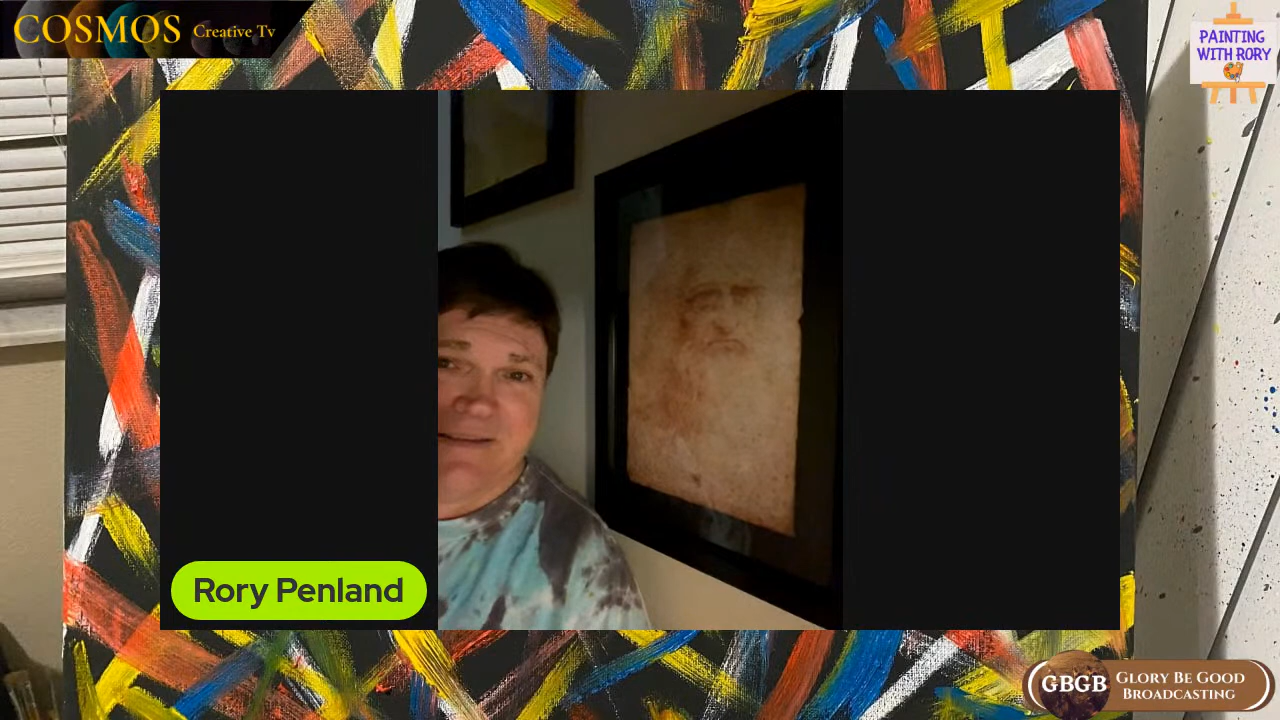 COSMOS Creative Tv
PAINTING
WITH RORY
Rory Penland
GBGB
GLORY BE GOOD
BROADCASTING